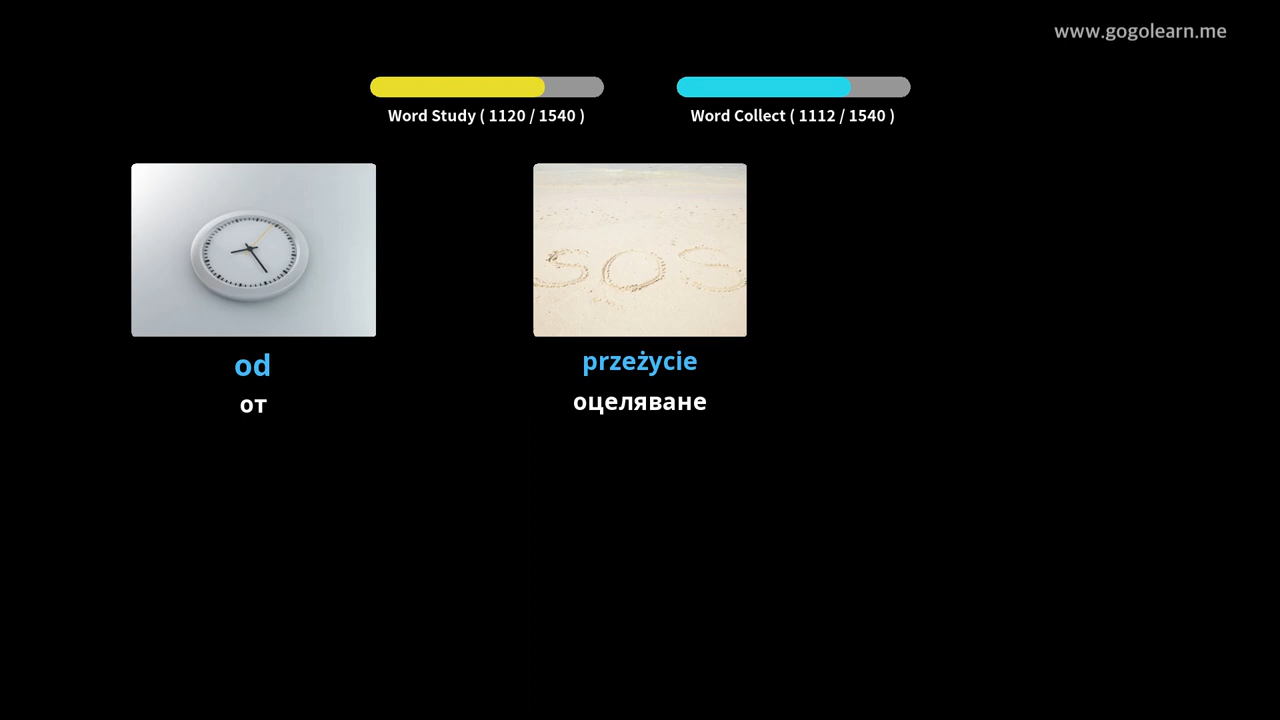 www.gogolearn.me
Word Study ( 1120 / 1540 )
Word Collect ( 1112 / 1540 )
SOS
od
от
przeżycie
оцеляване